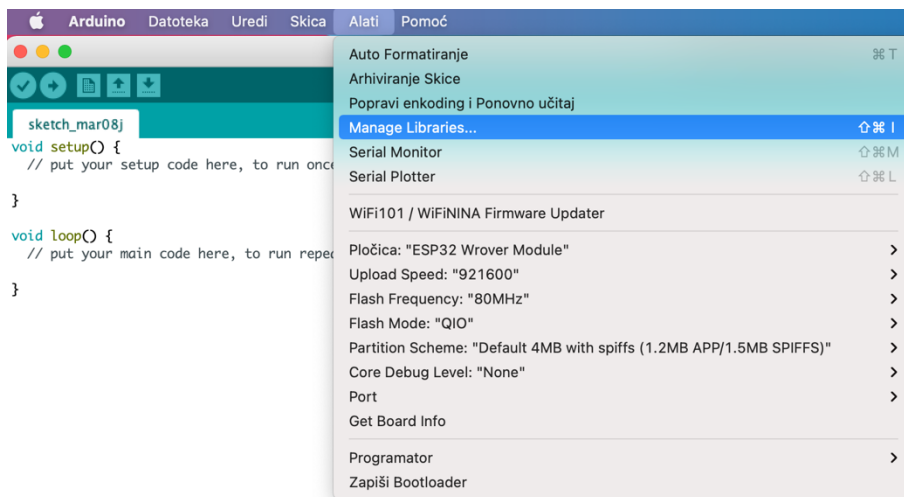 Arduino Datoteka Uredi Skica Alati Pomoć
sketch_mar08j
void setup() {
// put your setup code here, to run once
}
void loop() {
// put your main code here, to run repe
}
Auto Formatiranje ⌘ T
Arhiviranje Skice
Popravi enkoding i Ponovno učitaj
Manage Libraries... ⇧⌘ I
Serial Monitor ⇧⌘M
Serial Plotter ⇧⌘ L
WiFi101 / WiFiNINA Firmware Updater
Pločica: "ESP32 Wrover Module"
Upload Speed: "921600"
Flash Frequency: "80MHz"
Flash Mode: "QIO"
Partition Scheme: "Default 4MB with spiffs (1.2MB APP/1.5MB SPIFFS)"
Core Debug Level: "None"
Port
Get Board Info
Programator
Zapiši Bootloader